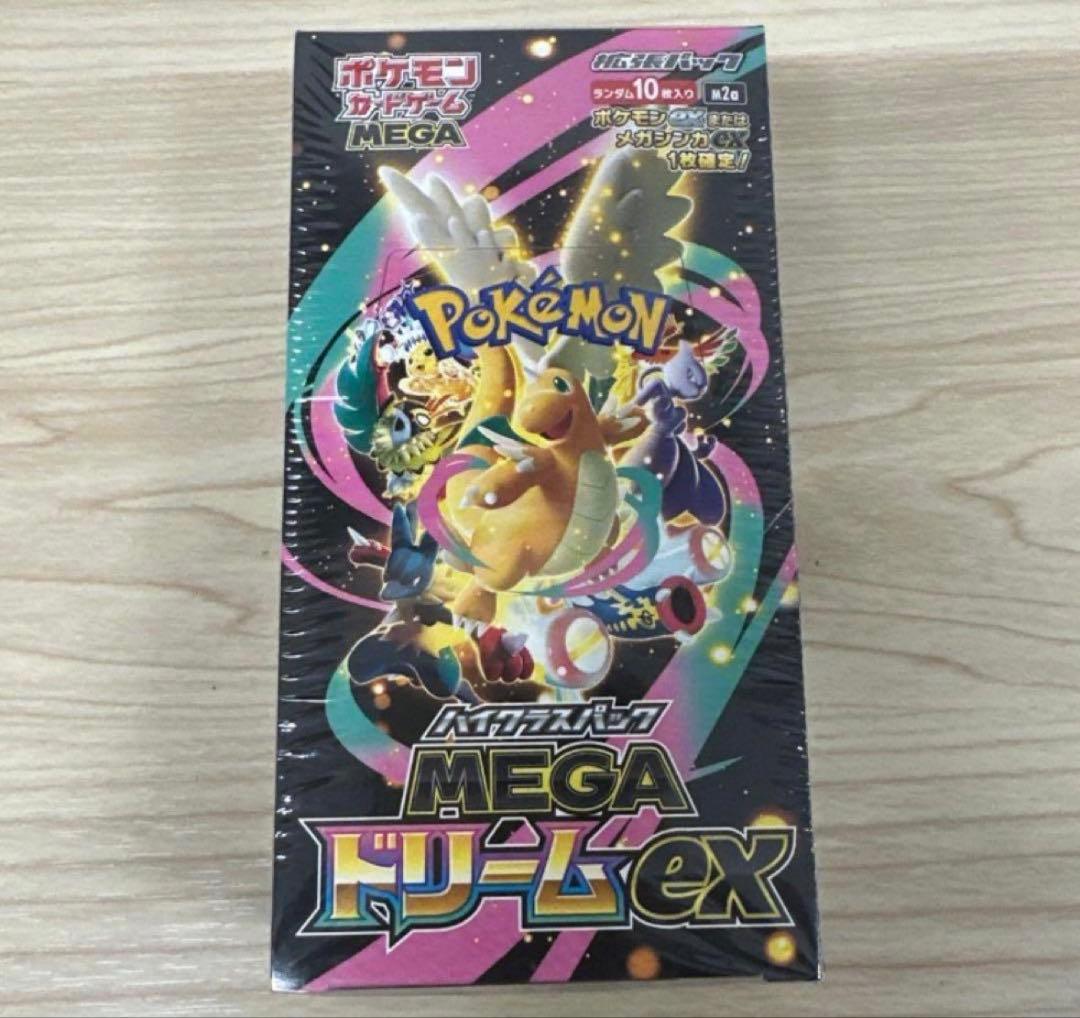 ポケモン
カードゲーム
MEGA
拡張パック
ランダム10枚入り M2a
ポケモンexまたは
メガシンカex
1枚確定!
POKéMON
ハイクラスパック
MEGA
ドリームex